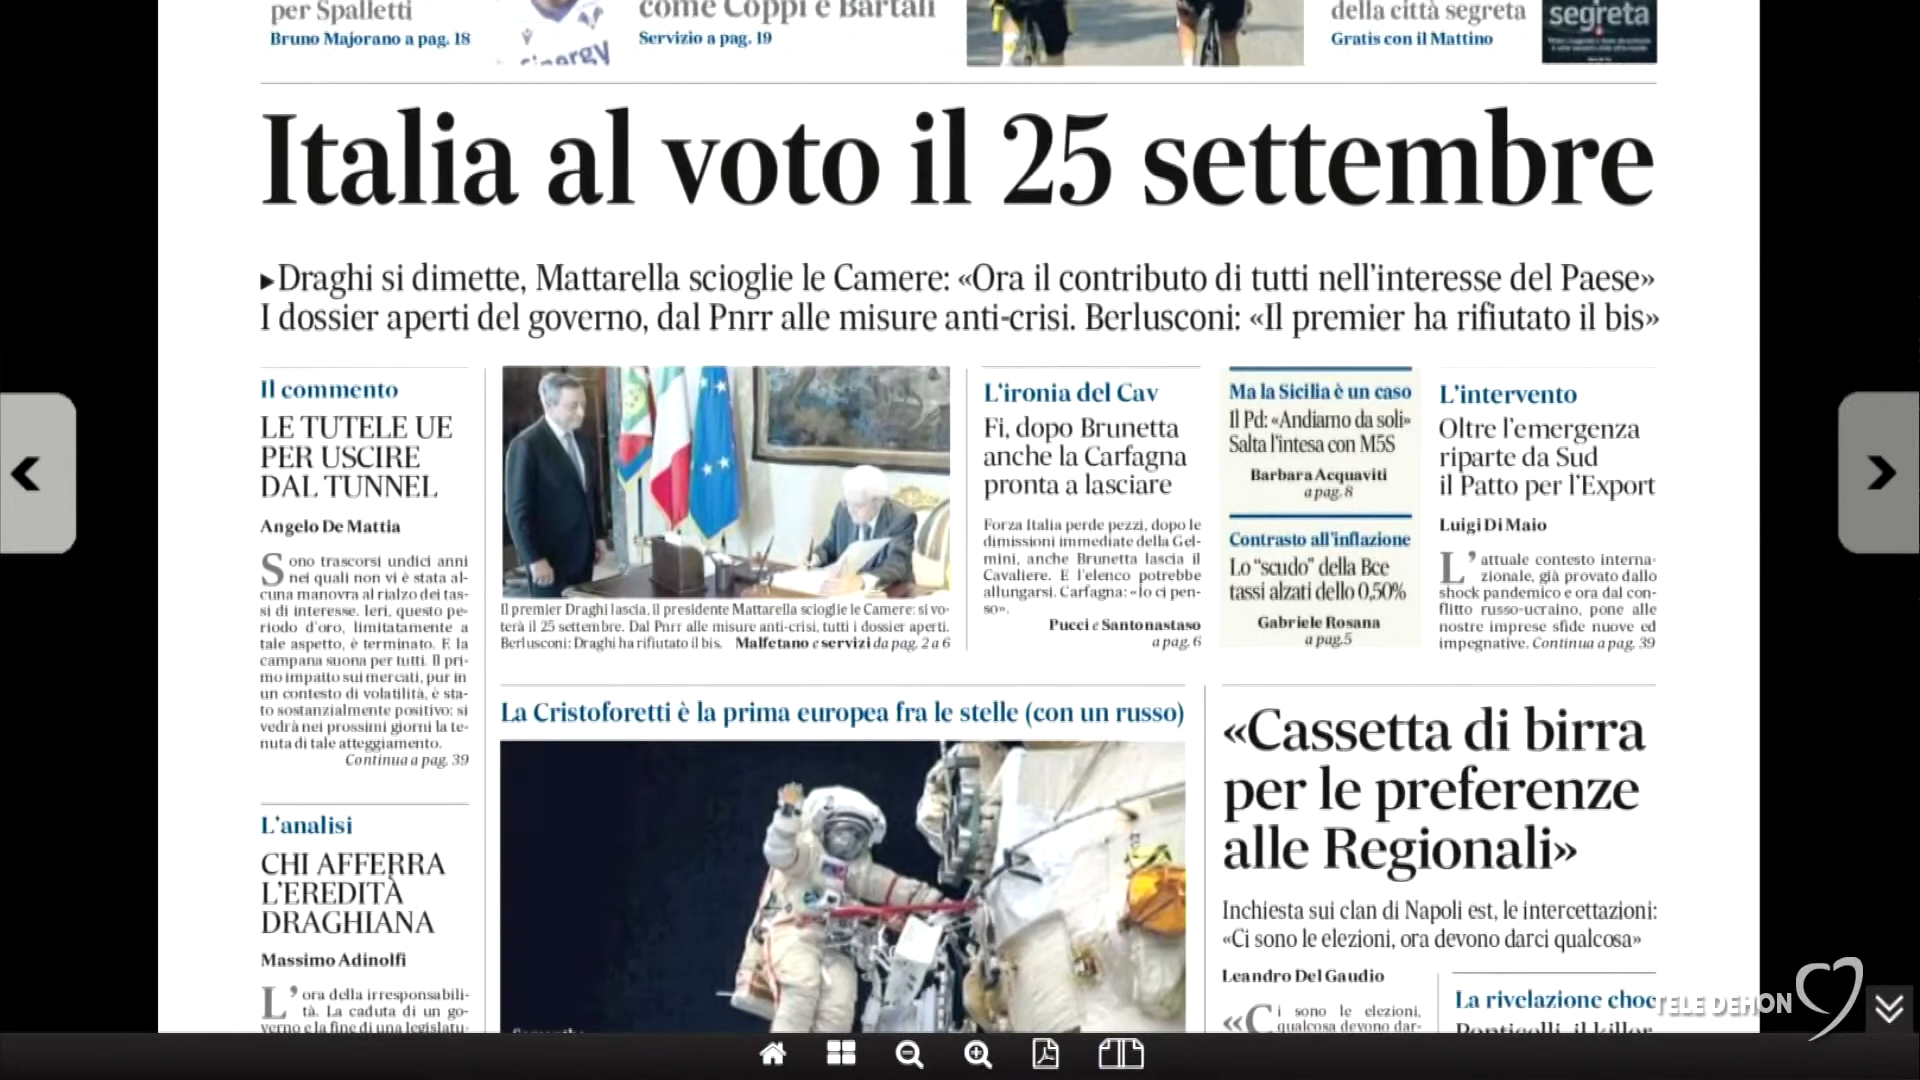 per Spalletti
Bruno Majorano a pag. 18
come Coppi e Bartali
Servizio a pag. 19
della città segreta
Gratis con il Mattino
segreta
Italia al voto il 25 settembre
▸Draghi si dimette, Mattarella scioglie le Camere: «Ora il contributo di tutti nell'interesse del Paese»
I dossier aperti del governo, dal Pnrr alle misure anti-crisi. Berlusconi: «Il premier ha rifiutato il bis»
Il commento
LE TUTELE UE
PER USCIRE
DAL TUNNEL
Angelo De Mattia
Sono trascorsi undici anni
nei quali non vi è stata al-
cuna manovra al rialzo dei tas-
si di interesse. Ieri, questo pe-
riodo d'oro, limitatamente a
tale aspetto, è terminato. E la
campana suona per tutti. Il pri-
mo impatto sui mercati, pur in
un contesto di volatilità, è sta-
to sostanzialmente positivo; si
vedrà nei prossimi giorni la te-
nuta di tale atteggiamento.
Continua a pag. 39
L'analisi
CHI AFFERRA
L'EREDITÀ
DRAGHIANA
Massimo Adinolfi
L'ora della irresponsabili-
tà. La caduta di un go-
verno e la fine di una legislatu-
Il premier Draghi lascia, il presidente Mattarella scioglie le Camere: si vo-
terà il 25 settembre. Dal Pnrr alle misure anti-crisi, tutti i dossier aperti.
Berlusconi: Draghi ha rifiutato il bis. Malfetano e servizi da pag. 2 a 6
L'ironia del Cav
Fi, dopo Brunetta
anche la Carfagna
pronta a lasciare
Forza Italia perde pezzi, dopo le
dimissioni immediate della Gel-
mini, anche Brunetta lascia il
Cavaliere. E l'elenco potrebbe
allungarsi. Carfagna: «Io ci pen-
so».
Pucci e Santonastaso
a pag. 6
Ma la Sicilia è un caso
Il Pd: «Andiamo da soli»
Salta l'intesa con M5S
Barbara Acquaviti
a pag. 8
Contrasto all'inflazione
Lo "scudo" della Bce
tassi alzati dello 0,50%
Gabriele Rosana
a pag.5
L'intervento
Oltre l'emergenza
riparte da Sud
il Patto per l'Export
Luigi Di Maio
L'attuale contesto interna-
zionale, già provato dallo
shock pandemico e ora dal con-
flitto russo-ucraino, pone alle
nostre imprese sfide nuove ed
impegnative. Continua a pag. 39
La Cristoforetti è la prima europea fra le stelle (con un russo)
«Cassetta di birra
per le preferenze
alle Regionali»
Inchiesta sui clan di Napoli est, le intercettazioni:
«Ci sono le elezioni, ora devono darci qualcosa»
Leandro Del Gaudio
«Ci sono le elezioni,
qualcosa devono dar-
La rivelazione choc
Ponticelli, il killer
TELE DEHON